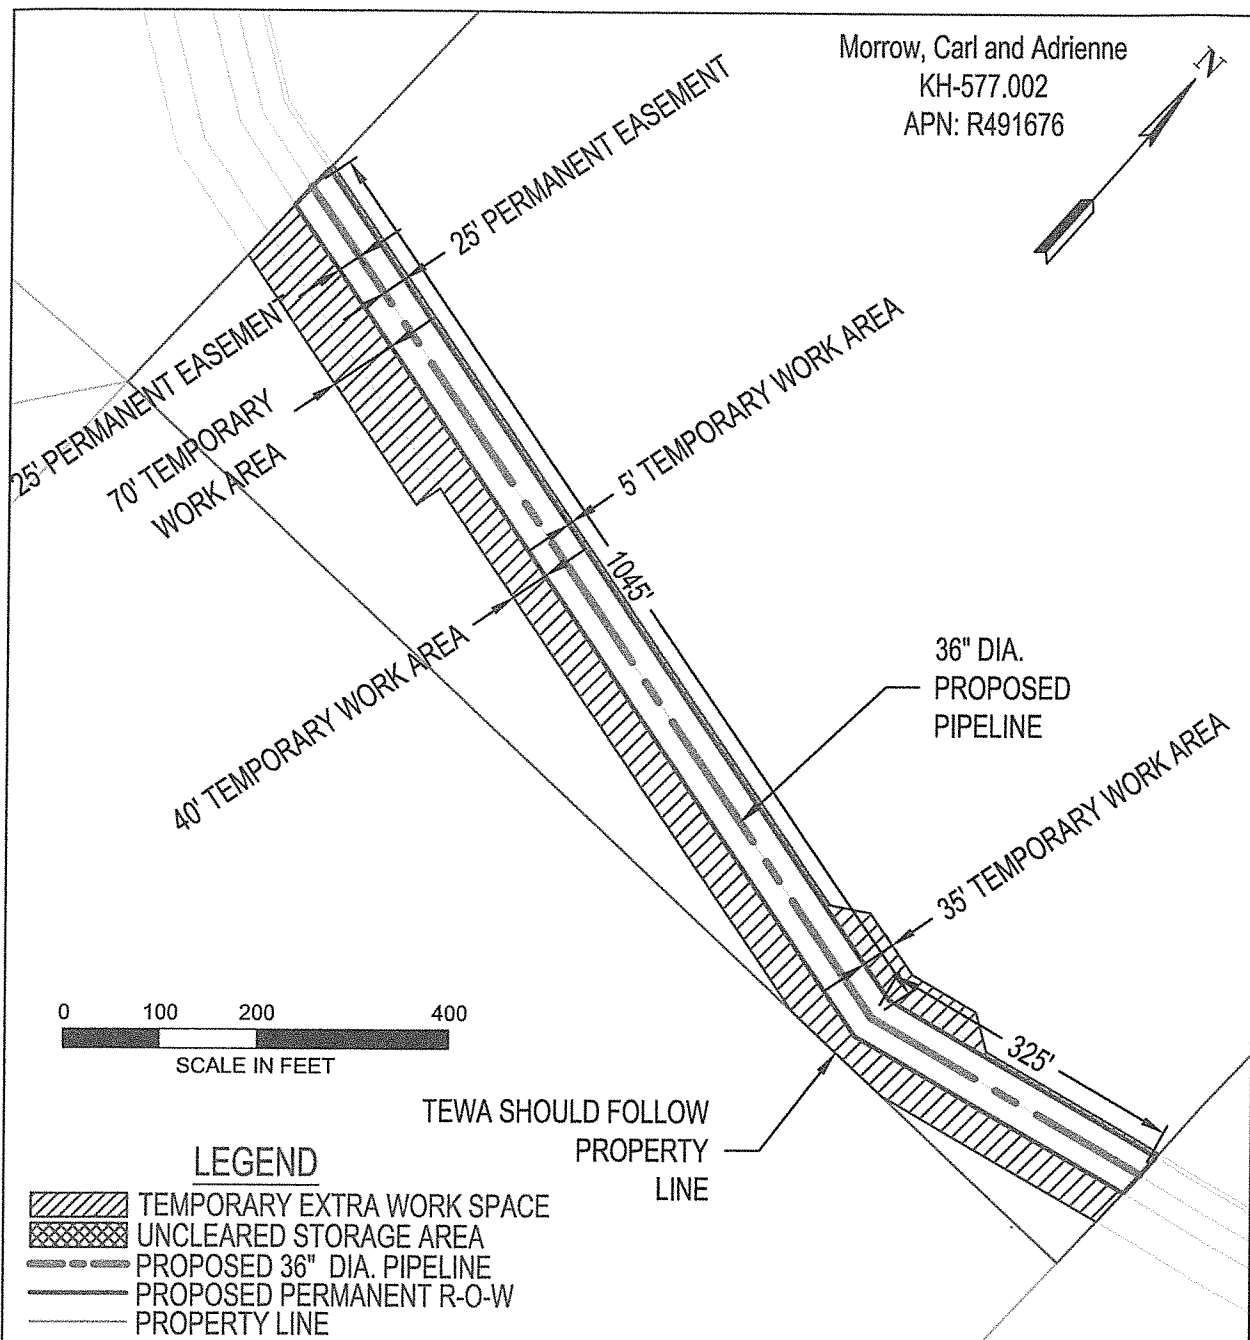 Morrow, Carl and Adrienne
KH-577.002
APN: R491676
N
25' PERMANENT EASEMENT
25' PERMANENT EASEMENT
70' TEMPORARY
WORK AREA
5' TEMPORARY WORK AREA
1045'
40' TEMPORARY WORK AREA
36" DIA.
PROPOSED
PIPELINE
35' TEMPORARY WORK AREA
325'
0 100 200 400
SCALE IN FEET
TEWA SHOULD FOLLOW
PROPERTY
LINE
LEGEND
TEMPORARY EXTRA WORK SPACE
UNCLEARED STORAGE AREA
PROPOSED 36" DIA. PIPELINE
PROPOSED PERMANENT R-O-W
PROPERTY LINE